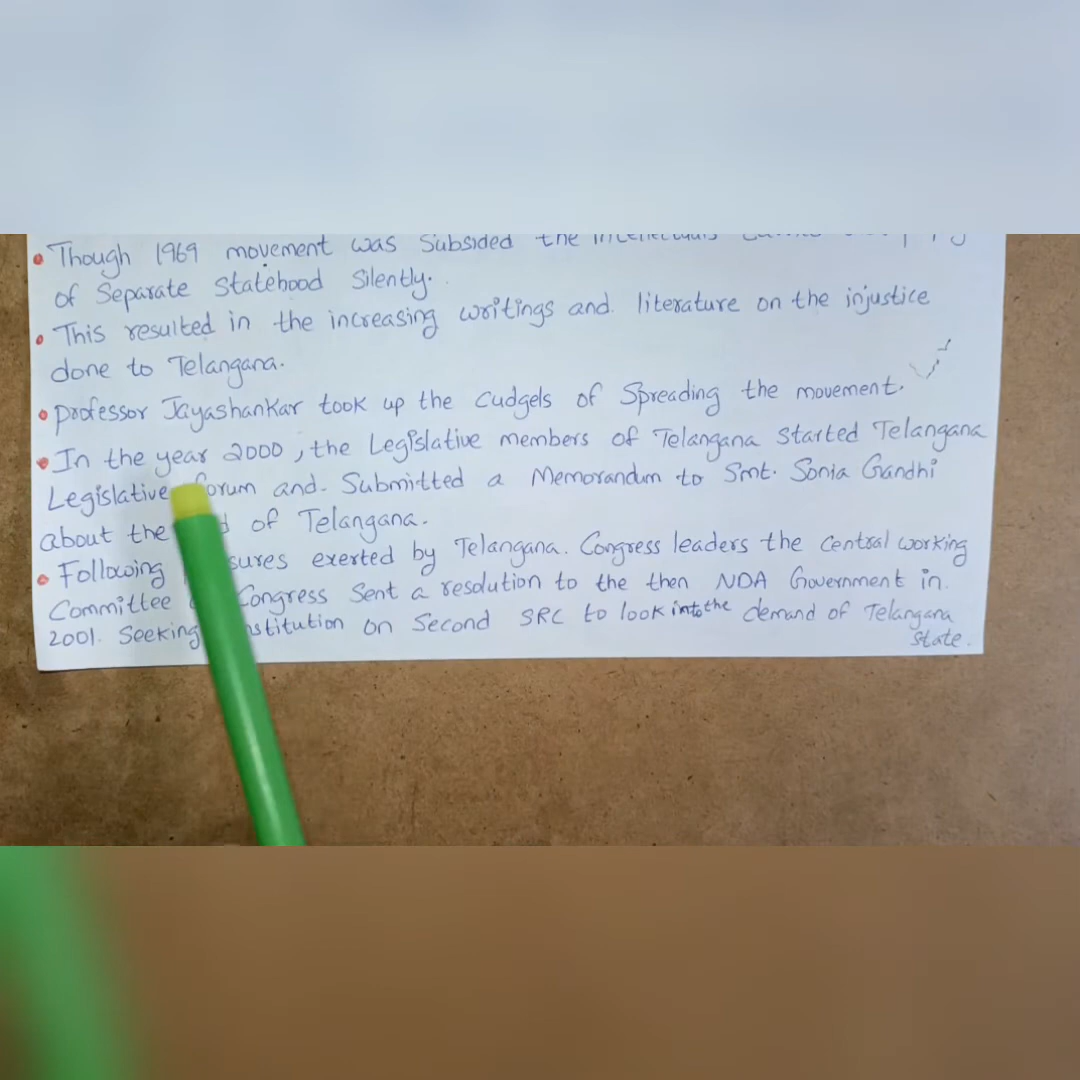 • Though 1969 movement was Subsided the intellectuals
of Separate Statehood Silently.
• This resulted in the increasing writings and literature on the injustice
done to Telangana.
• professor Jayashankar took up the cudgels of Spreading the movement.
• In the year 2000, the Legislative members of Telangana Started Telangana
Legislative forum and Submitted a Memorandum to Smt. Sonia Gandhi
about the of Telangana.
• Following exerted by Telangana. Congress leaders the central working
Committee Congress Sent a resolution to the then NDA Government in.
2001. Seeking on Second SRC to look into the demand of Telangana
State.